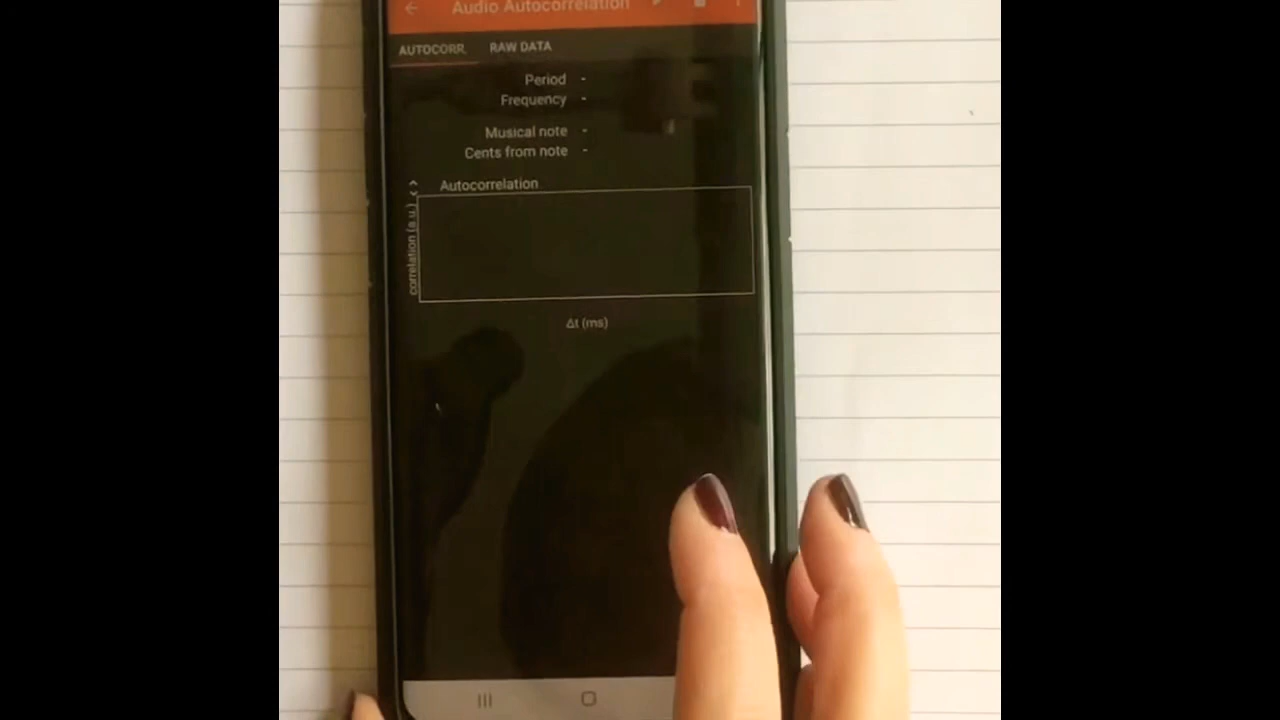 Audio Autocorrelation
AUTOCORR. RAW DATA
Period -
Frequency -
Musical note -
Cents from note -
Autocorrelation
correlation (a.u.)
Δt (ms)